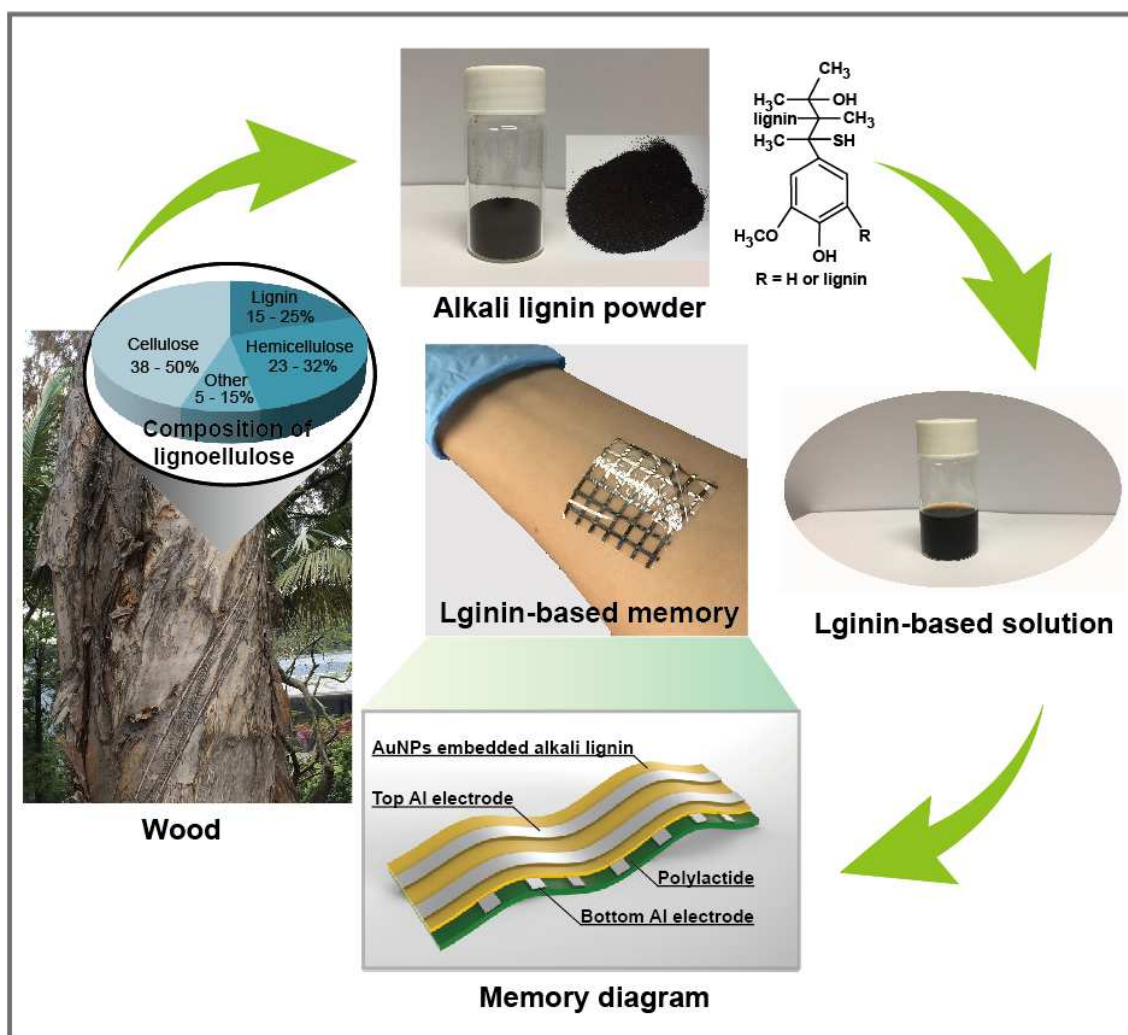 CH₃
H₃C
OH
lignin
CH₃
H₃C
SH
H₃CO
R
OH
R = H or lignin
Alkali lignin powder
Lignin
15 - 25%
Cellulose
38 - 50%
Hemicellulose
23 - 32%
Other
5 - 15%
Composition of
lignoellulose
Wood
Lginin-based memory
Lginin-based solution
AuNPs embedded alkali lignin
Top Al electrode
Polylactide
Bottom Al electrode
Memory diagram